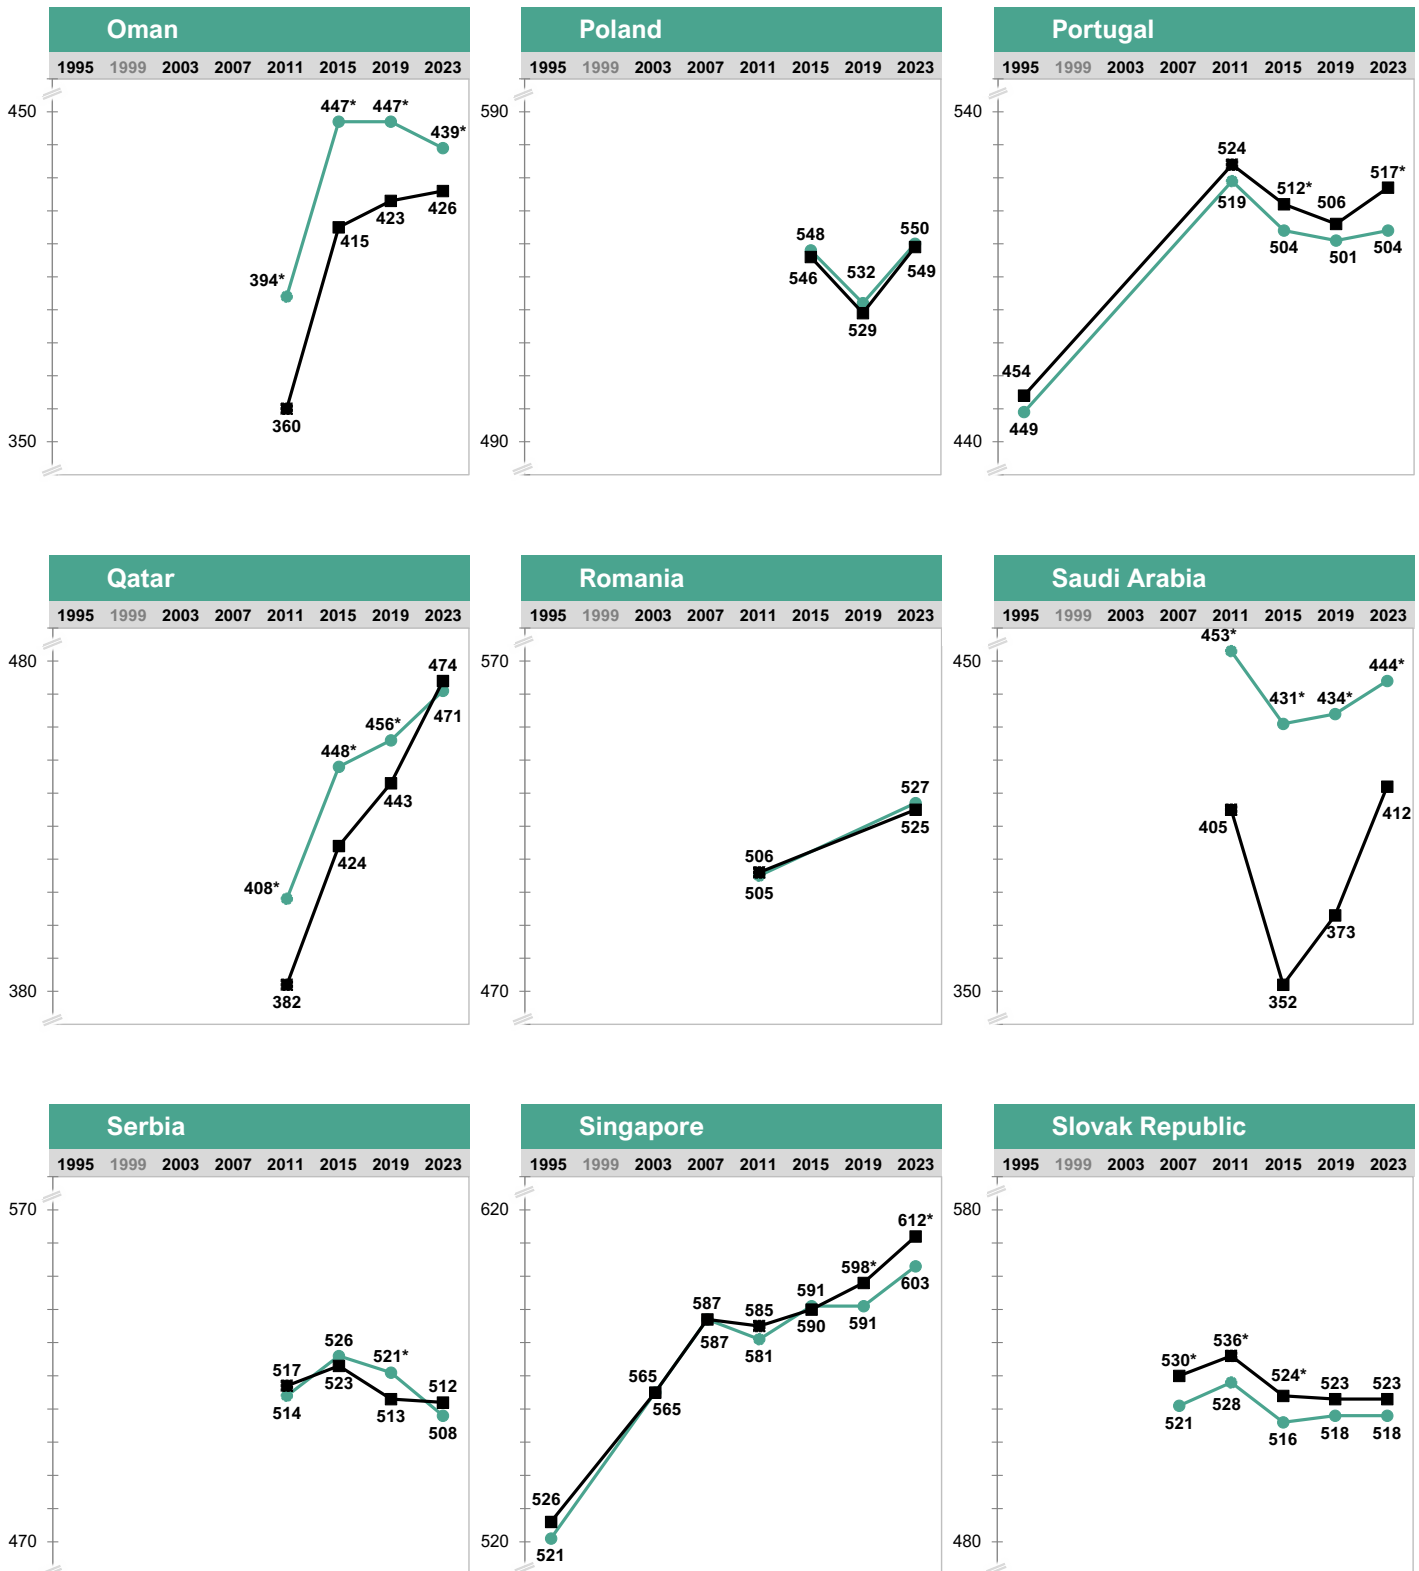 Oman Poland Portugal
1995 1999 2003 2007 2011 2015 2019 2023 1995 1999 2003 2007 2011 2015 2019 2023 1995 1999 2003 2007 2011 2015 2019 2023
450 447* 447* 439* 394* 415 423 426 360 350
590 548 546 532 529 550 549 490
540 524 519 512* 504 506 501 517* 504 454 449 440
Qatar Romania Saudi Arabia
1995 1999 2003 2007 2011 2015 2019 2023 1995 1999 2003 2007 2011 2015 2019 2023 1995 1999 2003 2007 2011 2015 2019 2023
480 474 471 456* 448* 443 424 408* 382 380
570 527 525 506 505 470
453* 450 431* 434* 444* 405 412 373 352 350
Serbia Singapore Slovak Republic
1995 1999 2003 2007 2011 2015 2019 2023 1995 1999 2003 2007 2011 2015 2019 2023 1995 1999 2003 2007 2011 2015 2019 2023
570 517 514 526 523 521* 513 512 508 470
620 612* 603 598* 591 591 590 585 581 587 587 565 565 526 521 520
580 530* 521 536* 528 524* 516 523 518 523 518 480